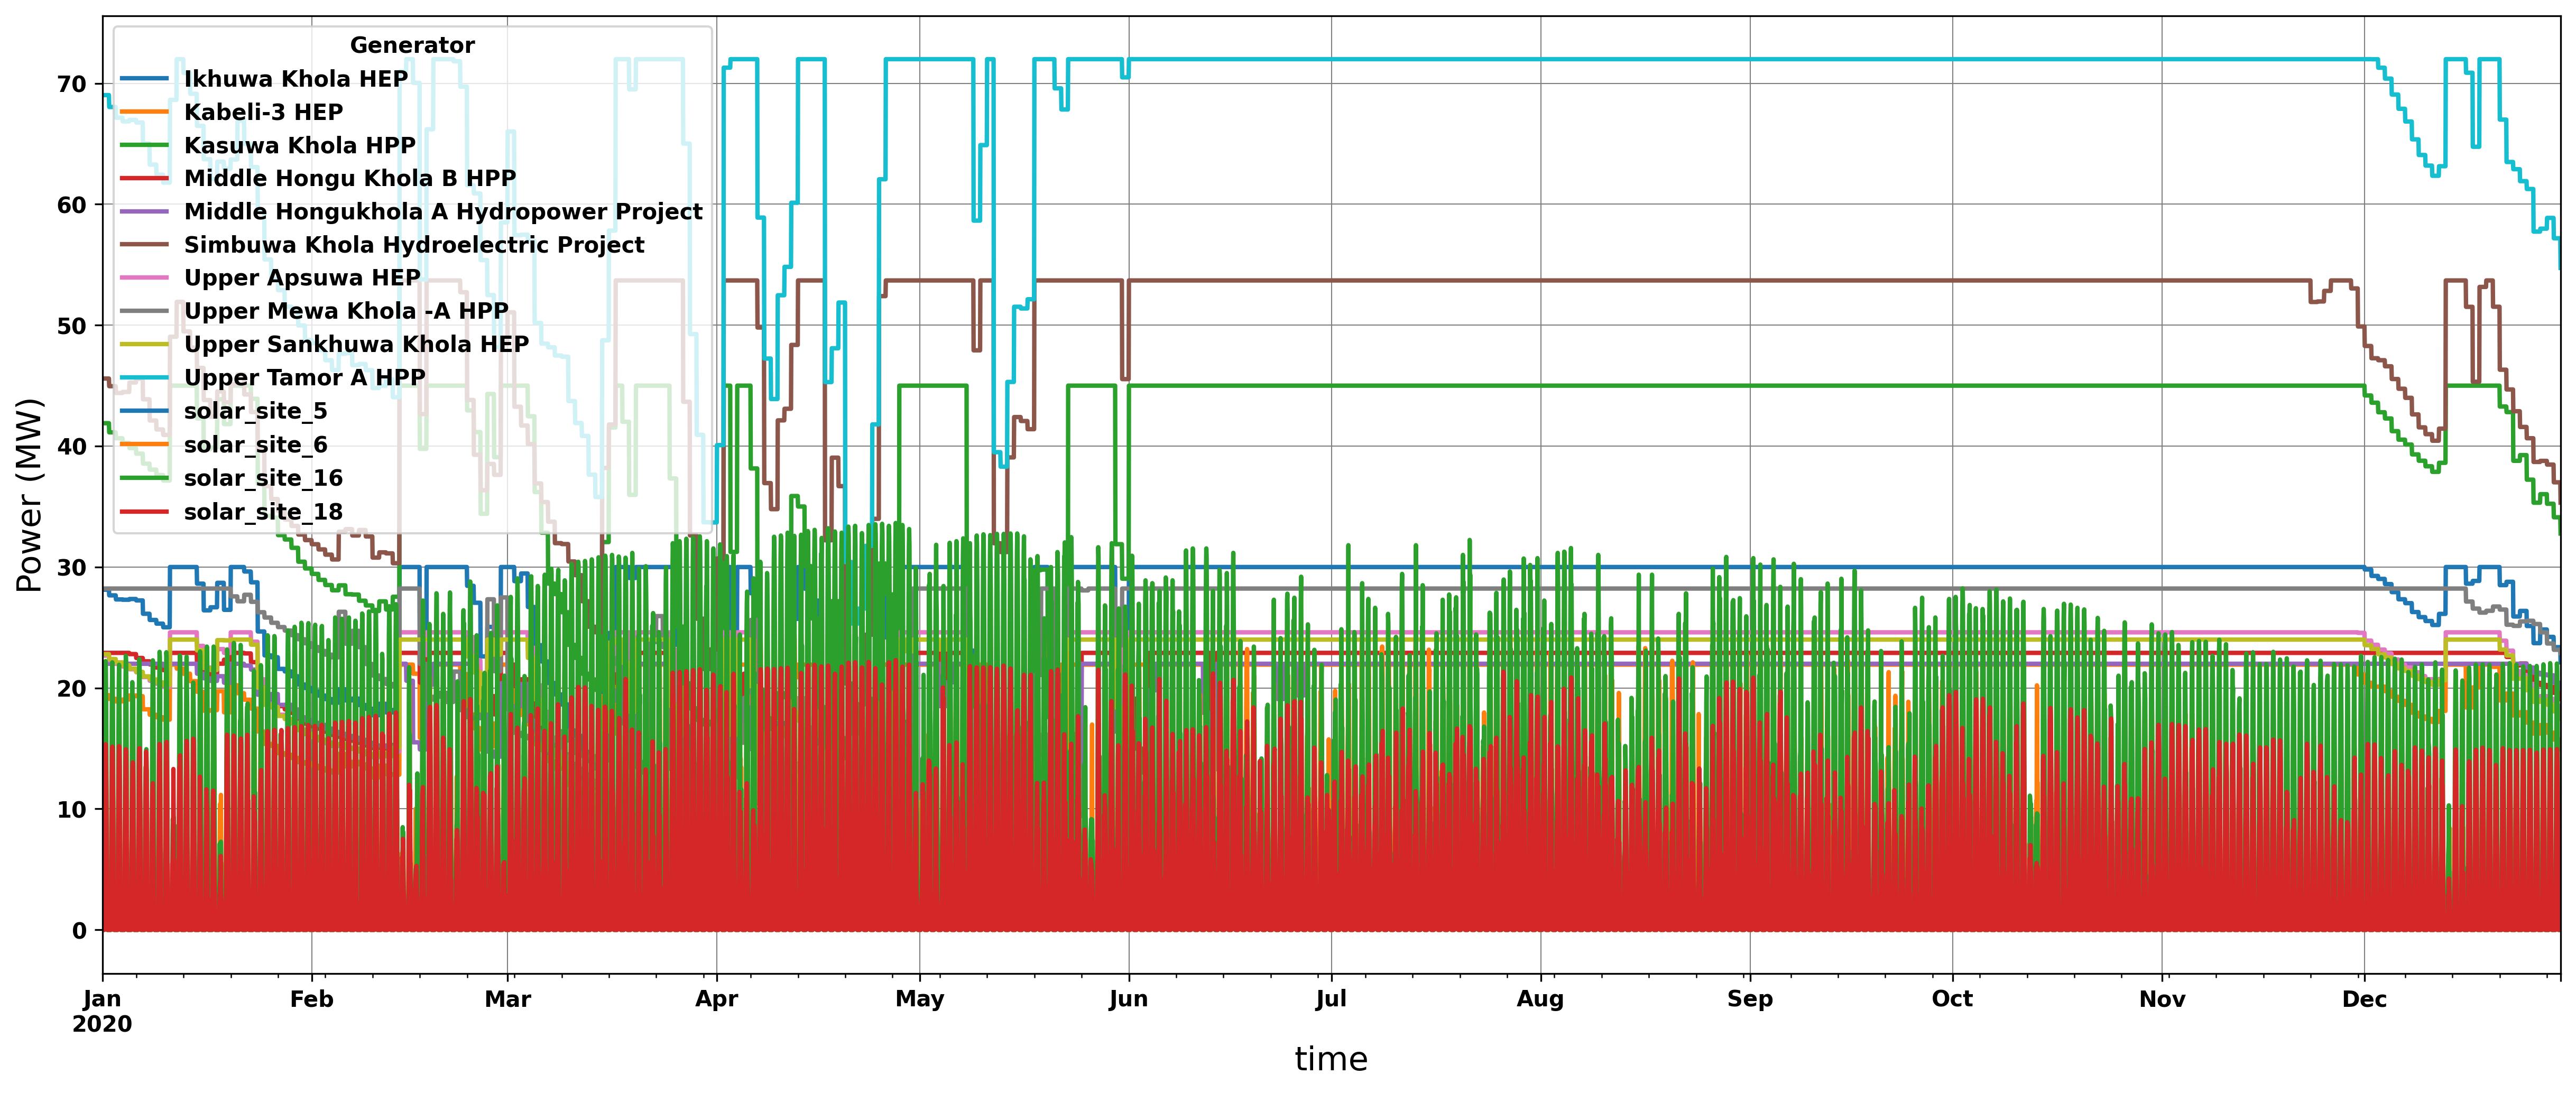 Generator
Ikhuwa Khola HEP
Kabeli-3 HEP
Kasuwa Khola HPP
Middle Hongu Khola B HPP
Middle Hongukhola A Hydropower Project
Simbuwa Khola Hydroelectric Project
Upper Apsuwa HEP
Upper Mewa Khola -A HPP
Upper Sankhuwa Khola HEP
Upper Tamor A HPP
solar_site_5
solar_site_6
solar_site_16
solar_site_18
Power (MW)
70
60
50
40
30
20
10
0
Jan Feb Mar Apr May Jun Jul Aug Sep Oct Nov Dec
2020
time